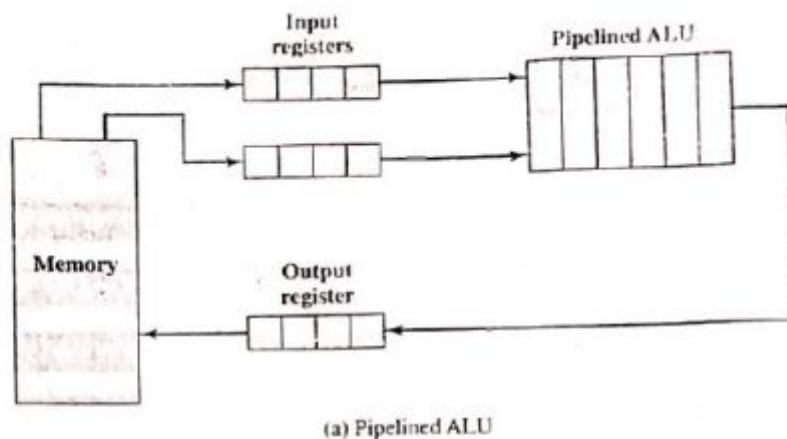 Input
registers
Pipelined ALU
Memory
Output
register
(a) Pipelined ALU